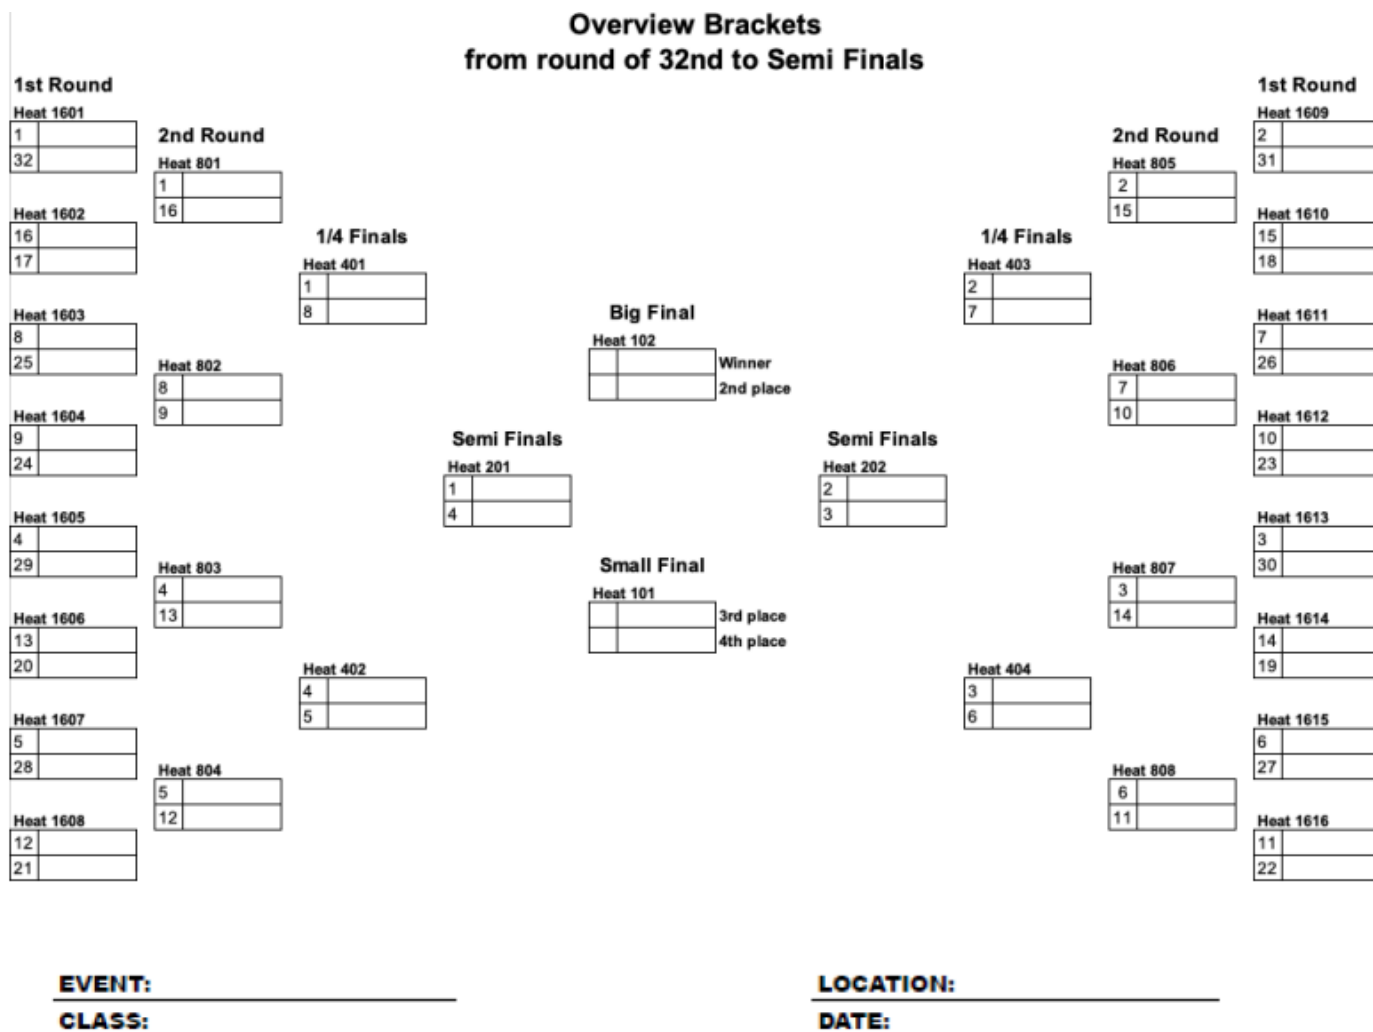 Overview Brackets
from round of 32nd to Semi Finals
1st Round
Heat 1601
1
32
Heat 1602
16
17
Heat 1603
8
25
Heat 1604
9
24
Heat 1605
4
29
Heat 1606
13
20
Heat 1607
5
28
Heat 1608
12
21
2nd Round
Heat 801
1
16
Heat 802
8
9
Heat 803
4
13
Heat 804
5
12
1/4 Finals
Heat 401
1
8
Heat 402
4
5
Semi Finals
Heat 201
1
4
Big Final
Heat 102
Winner
2nd place
Small Final
Heat 101
3rd place
4th place
Semi Finals
Heat 202
2
3
1/4 Finals
Heat 403
2
7
Heat 404
3
6
2nd Round
Heat 805
2
15
Heat 806
7
10
Heat 807
3
14
Heat 808
6
11
1st Round
Heat 1609
2
31
Heat 1610
15
18
Heat 1611
7
26
Heat 1612
10
23
Heat 1613
3
30
Heat 1614
14
19
Heat 1615
6
27
Heat 1616
11
22
EVENT:
LOCATION:
CLASS:
DATE: